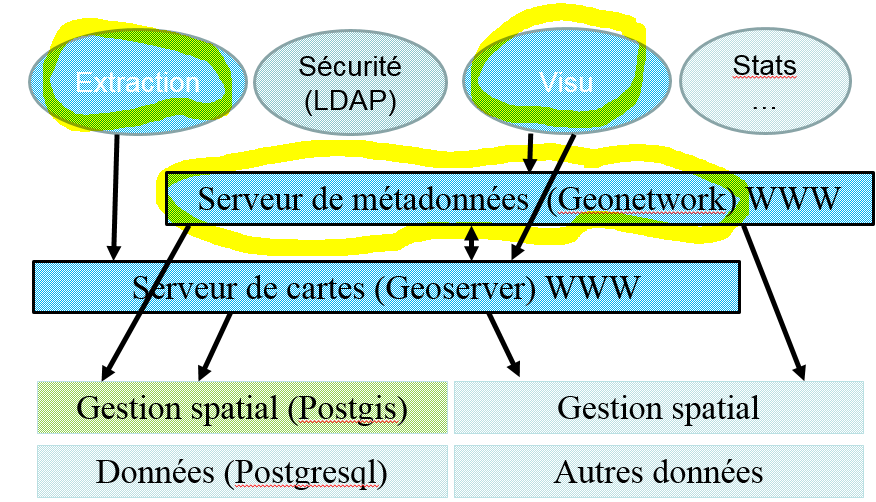 Extraction
Sécurité
(LDAP)
Visu
Stats
...
Serveur de métadonnées (Geonetwork) WWW
Serveur de cartes (Geoserver) WWW
Gestion spatial (Postgis)
Gestion spatial
Données (Postgresql)
Autres données